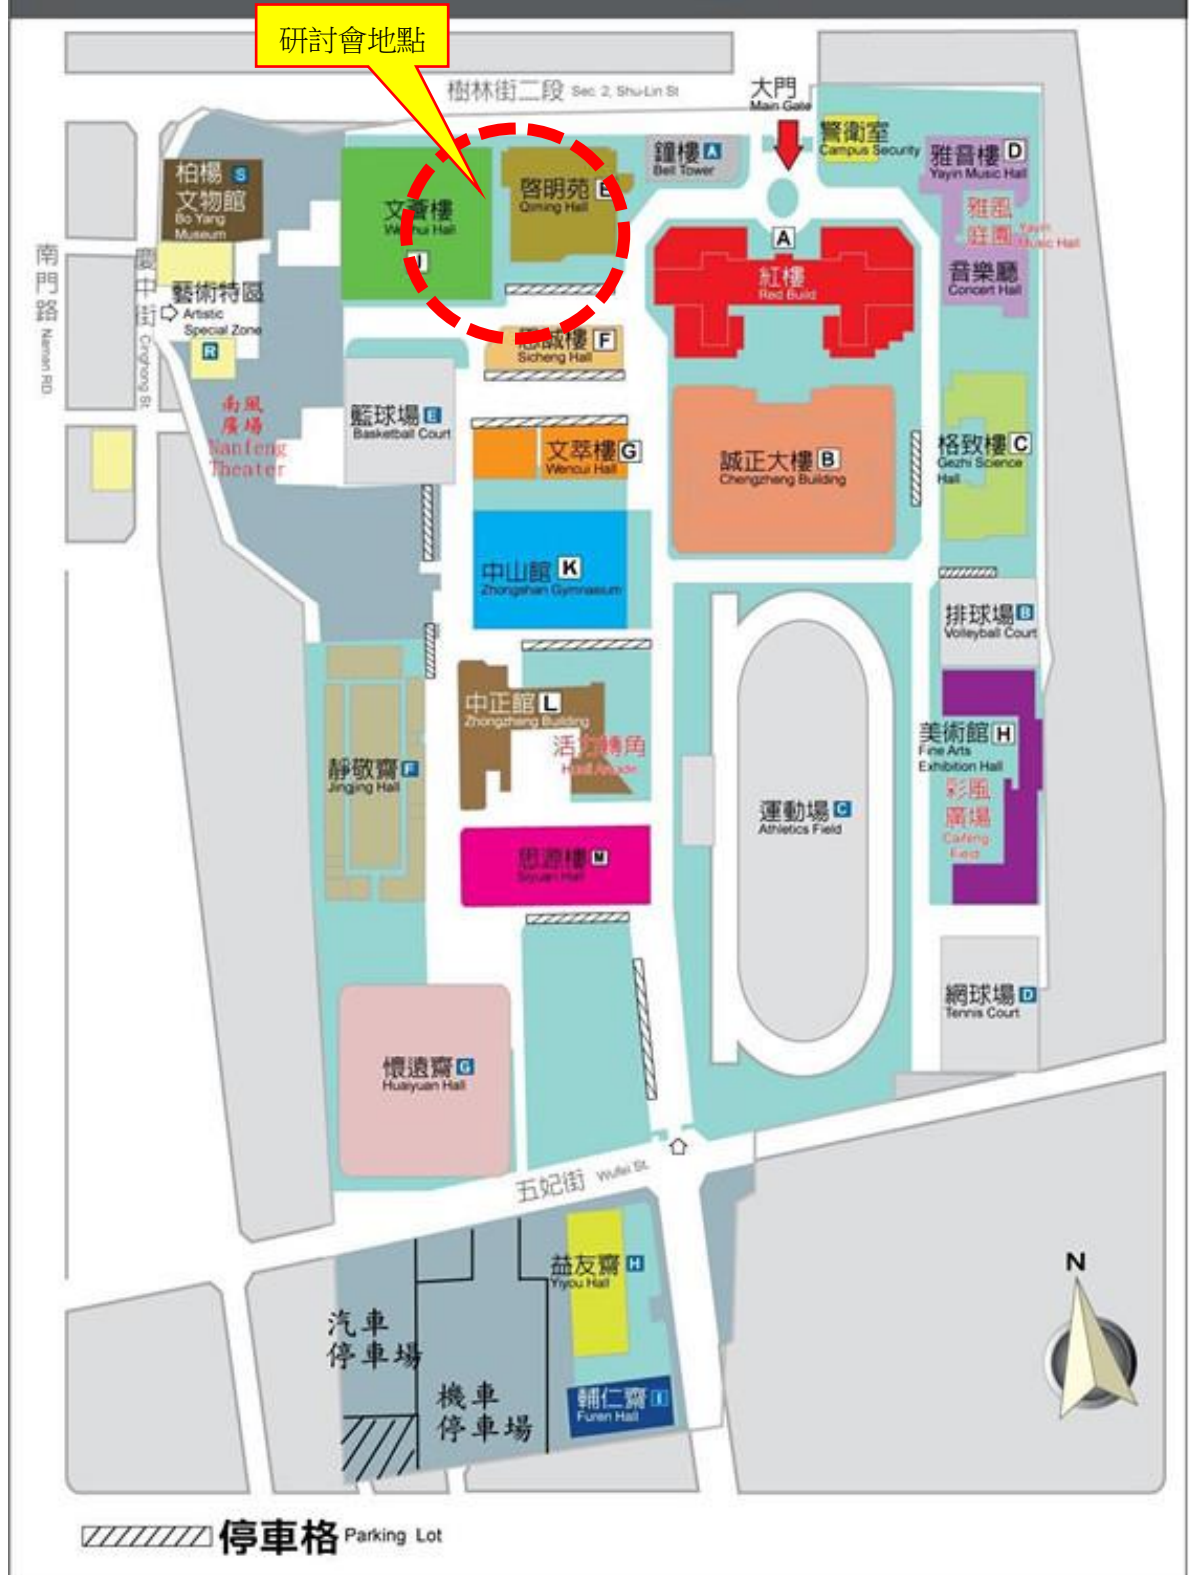 研討會地點
樹林街二段 Sec. 2, Shu-Lin St
大門
Main Gate
警衛室
Campus Security
鐘樓 A
Bell Tower
雅音樓 D
Yayin Music Hall
雅風
庭園 Yayin
Music Hall
音樂廳
Concert Hall
柏楊 S
文物館
Bo Yang
Museum
文薈樓
Hall
啓明苑
Qiming Hall
A
紅樓
Red Build
南門路 Nanmen RD
慶中街 Cinghong St.
藝術特區
Artistic
Special Zone
R
誠樓 F
Sicheng Hall
南風
廣場
Nanfeng
Theater
籃球場 E
Basketball Court
文萃樓 G
Wencui Hall
誠正大樓 B
Chengzheng Building
格致樓 C
Gezhi Science
Hall
中山館 K
Zhongshan Gymnasium
排球場 B
Volleyball Court
中正館 L
Zhongzheng Building
轉角
美術館 H
Fine Arts
Exhibition Hall
彩風
廣場
Caifeng
Field
靜敬齋 F
Jingjing Hall
運動場 C
Athletics Field
思源樓 M
Siyuan Hall
網球場 D
Tennis Court
懷遠齋 G
Huaiyuan Hall
五妃街 Wufei St.
益友齋 H
Yiyou Hall
汽車
停車場
機車
停車場
輔仁齋 I
Furen Hall
N
停車格 Parking Lot